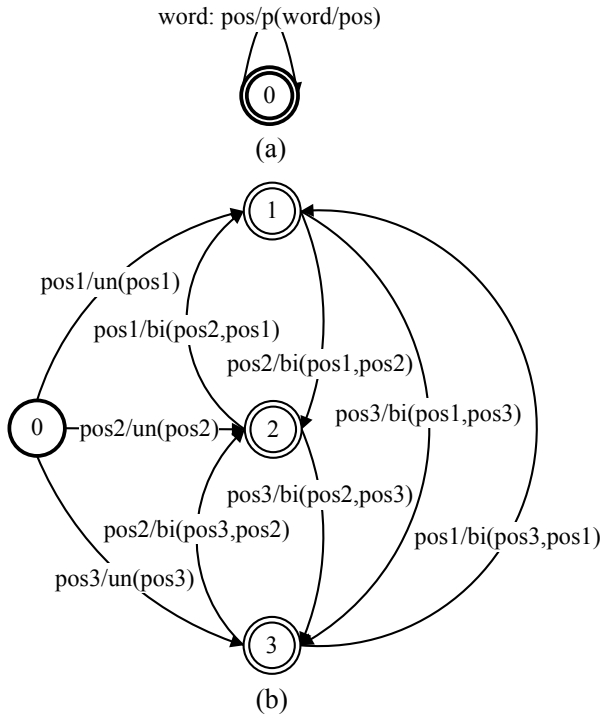 word: pos/p(word/pos)
0
(a)
1
pos1/un(pos1)
pos1/bi(pos2,pos1)
pos2/bi(pos1,pos2)
pos3/bi(pos1,pos3)
0
pos2/un(pos2)
2
pos3/bi(pos2,pos3)
pos2/bi(pos3,pos2)
pos1/bi(pos3,pos1)
pos3/un(pos3)
3
(b)